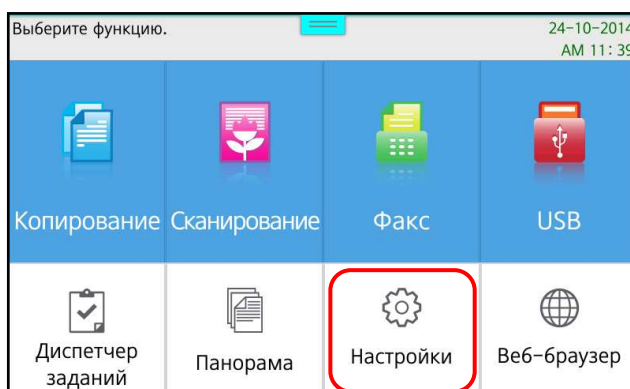 Выберите функцию.
24-10-2014
AM 11:39
Копирование
Сканирование
Факс
USB
Диспетчер
заданий
Панорама
Настройки
Веб-браузер